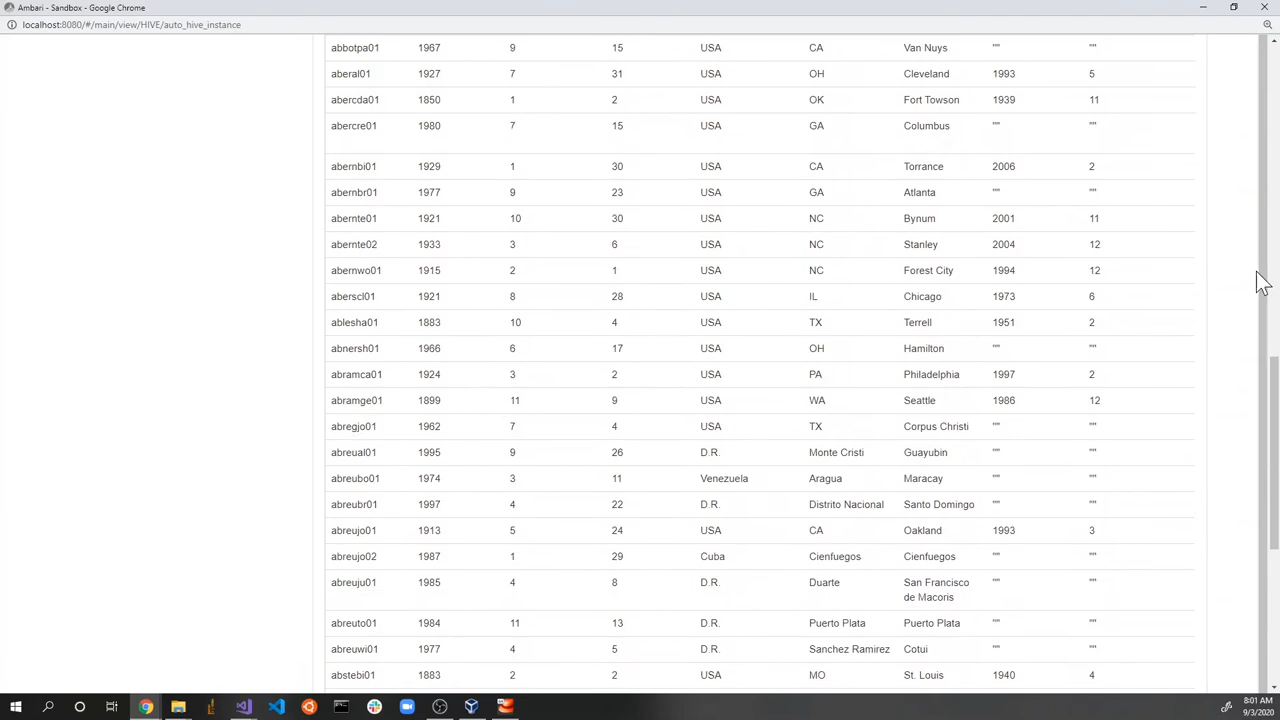 Ambari - Sandbox - Google Chrome
localhost:8080/#/main/view/HIVE/auto_hive_instance
abbotpa01 1967 9 15 USA CA Van Nuys "" ""
aberal01 1927 7 31 USA OH Cleveland 1993 5
abercda01 1850 1 2 USA OK Fort Towson 1939 11
abercre01 1980 7 15 USA GA Columbus "" ""
abernbi01 1929 1 30 USA CA Torrance 2006 2
abernbr01 1977 9 23 USA GA Atlanta "" ""
abernte01 1921 10 30 USA NC Bynum 2001 11
abernte02 1933 3 6 USA NC Stanley 2004 12
abernwo01 1915 2 1 USA NC Forest City 1994 12
aberscl01 1921 8 28 USA IL Chicago 1973 6
ablesha01 1883 10 4 USA TX Terrell 1951 2
abnersh01 1966 6 17 USA OH Hamilton "" ""
abramca01 1924 3 2 USA PA Philadelphia 1997 2
abramge01 1899 11 9 USA WA Seattle 1986 12
abregjo01 1962 7 4 USA TX Corpus Christi "" ""
abreual01 1995 9 26 D.R. Monte Cristi Guayubin "" ""
abreubo01 1974 3 11 Venezuela Aragua Maracay "" ""
abreubr01 1997 4 22 D.R. Distrito Nacional Santo Domingo "" ""
abreujo01 1913 5 24 USA CA Oakland 1993 3
abreujo02 1987 1 29 Cuba Cienfuegos Cienfuegos "" ""
abreuju01 1985 4 8 D.R. Duarte San Francisco "" ""
de Macoris
abreuto01 1984 11 13 D.R. Puerto Plata Puerto Plata "" ""
abreuwi01 1977 4 5 D.R. Sanchez Ramirez Cotui "" ""
abstebi01 1883 2 2 USA MO St. Louis 1940 4
8:01 AM
9/3/2020